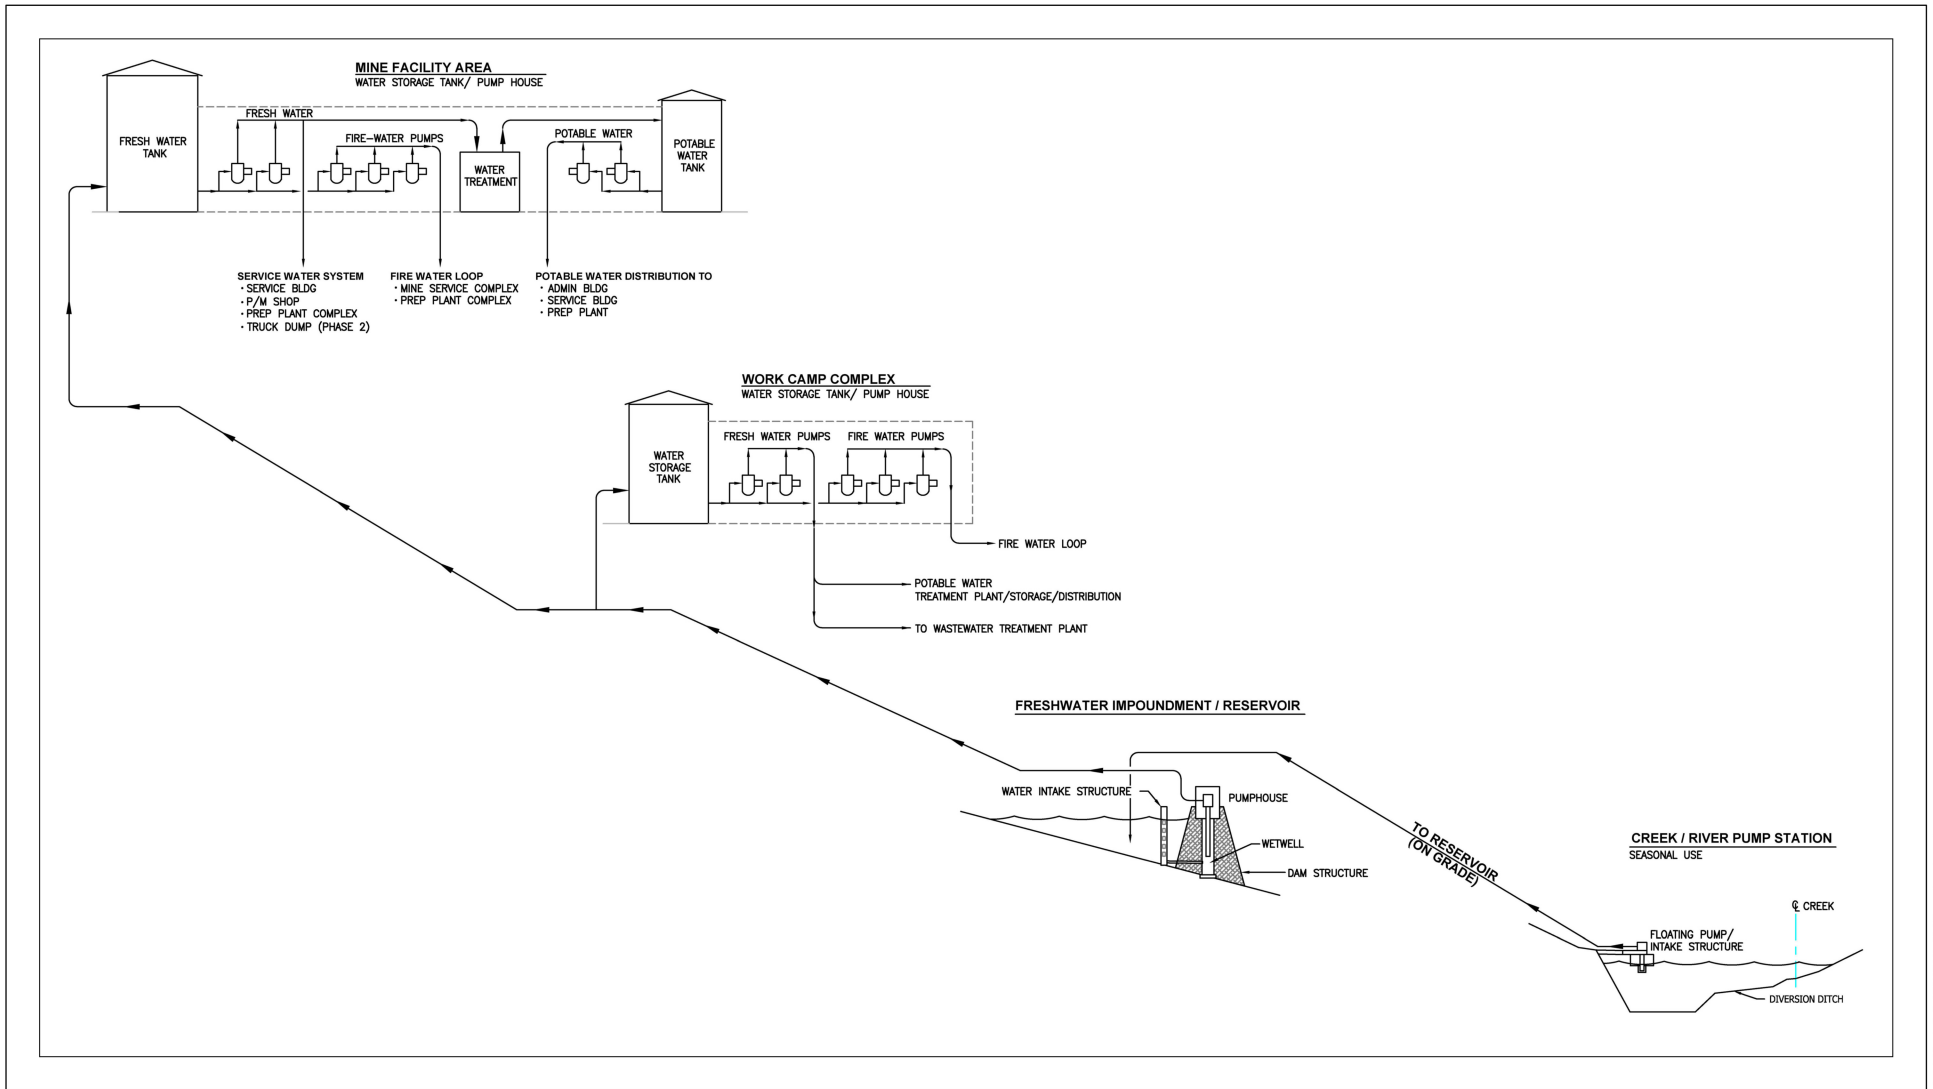 MINE FACILITY AREA
WATER STORAGE TANK/ PUMP HOUSE
FRESH WATER
TANK
FRESH WATER
FIRE-WATER PUMPS
WATER
TREATMENT
POTABLE WATER
POTABLE
WATER
TANK
SERVICE WATER SYSTEM
· SERVICE BLDG
· P/M SHOP
· PREP PLANT COMPLEX
· TRUCK DUMP (PHASE 2)
FIRE WATER LOOP
· MINE SERVICE COMPLEX
· PREP PLANT COMPLEX
POTABLE WATER DISTRIBUTION TO
· ADMIN BLDG
· SERVICE BLDG
· PREP PLANT
WORK CAMP COMPLEX
WATER STORAGE TANK/ PUMP HOUSE
WATER
STORAGE
TANK
FRESH WATER PUMPS
FIRE WATER PUMPS
FIRE WATER LOOP
POTABLE WATER
TREATMENT PLANT/STORAGE/DISTRIBUTION
TO WASTEWATER TREATMENT PLANT
FRESHWATER IMPOUNDMENT / RESERVOIR
WATER INTAKE STRUCTURE
PUMPHOUSE
WETWELL
DAM STRUCTURE
TO RESERVOIR
(ON GRADE)
CREEK / RIVER PUMP STATION
SEASONAL USE
℄ CREEK
FLOATING PUMP/
INTAKE STRUCTURE
DIVERSION DITCH